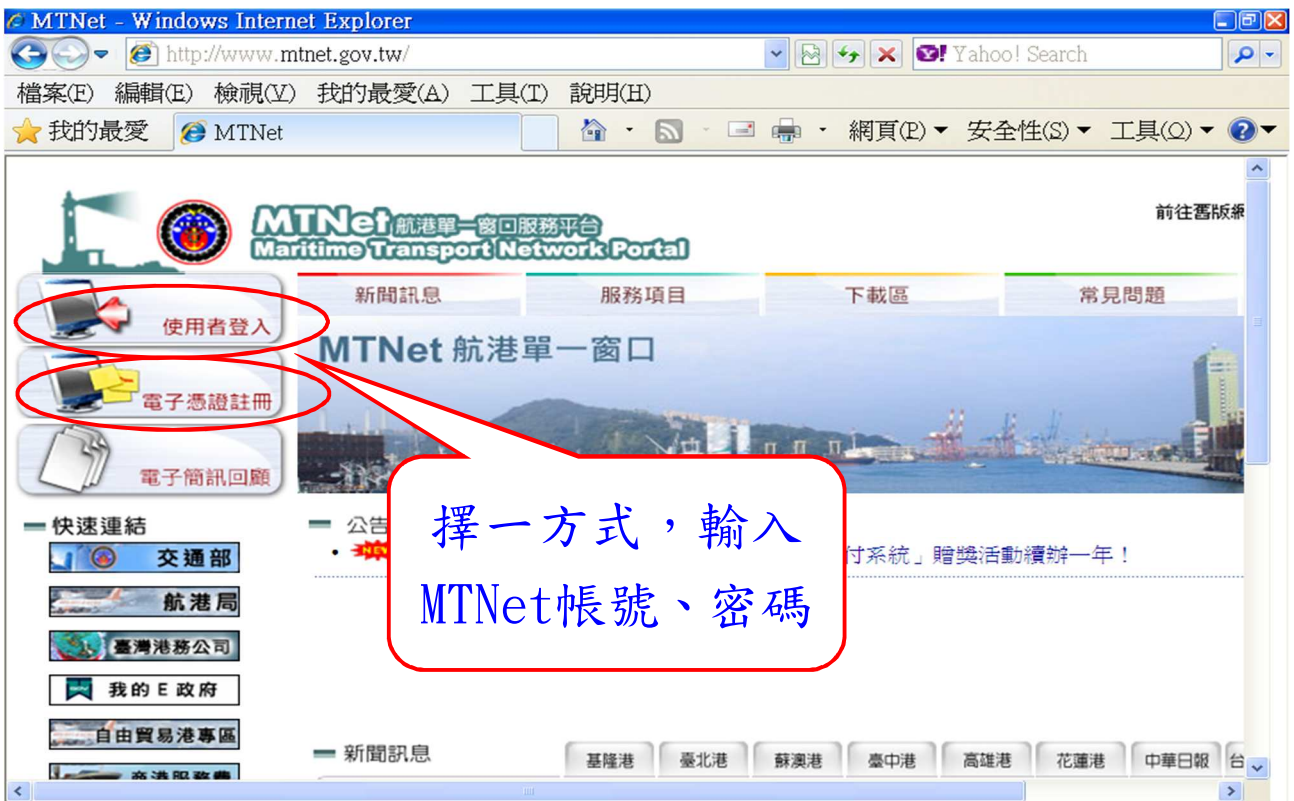 MTNet - Windows Internet Explorer
http://www.mtnet.gov.tw/
Yahoo! Search
檔案(F) 編輯(E) 檢視(V) 我的最愛(A) 工具(T) 說明(H)
我的最愛 MTNet 網頁(P) 安全性(S) 工具(O)
MTNet 航港單一窗口服務平台
Maritime Transport Network Portal
前往舊版
使用者登入
電子憑證註冊
電子簡訊回顧
新聞訊息 服務項目 下載區 常見問題
MTNet 航港單一窗口
擇一方式，輸入
MTNet帳號、密碼
快速連結
交通部
航港局
臺灣港務公司
我的 E 政府
自由貿易港專區
商港服務費
公告
NEW 付系統」贈獎活動續辦一年！
新聞訊息
基隆港 臺北港 蘇澳港 臺中港 高雄港 花蓮港 中華日報 台